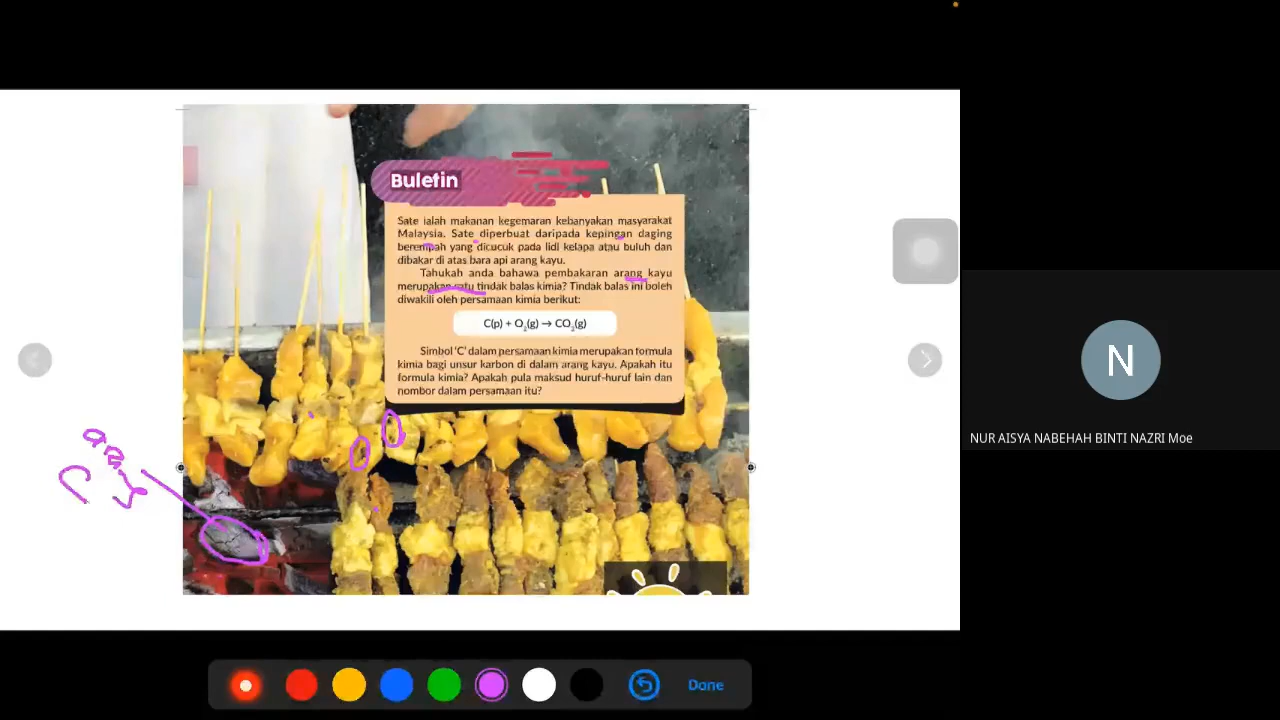 Buletin
Sate ialah makanan kegemaran kebanyakan masyarakat
Malaysia. Sate diperbuat daripada kepingan daging
berempah yang dicucuk pada lidi kelapa atau buluh dan
dibakar di atas bara api arang kayu.
Tahukah anda bahawa pembakaran arang kayu
merupakan satu tindak balas kimia? Tindak balas ini boleh
diwakili oleh persamaan kimia berikut:
C(p) + O₂(g) → CO₂(g)
Simbol 'C' dalam persamaan kimia merupakan formula
kimia bagi unsur karbon di dalam arang kayu. Apakah itu
formula kimia? Apakah pula maksud huruf-huruf lain dan
nombor dalam persamaan itu?
arang
C
N
NUR AISYA NABEHAH BINTI NAZRI Moe
Done